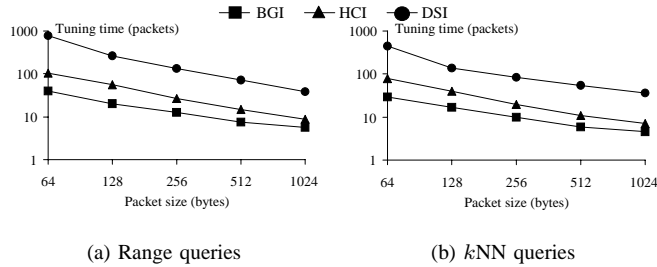 BGI HCI DSI
Tuning time (packets)
1000
100
10
1
64 128 256 512 1024
Packet size (bytes)
(a) Range queries
Tuning time (packets)
1000
100
10
1
64 128 256 512 1024
Packet size (bytes)
(b) kNN queries